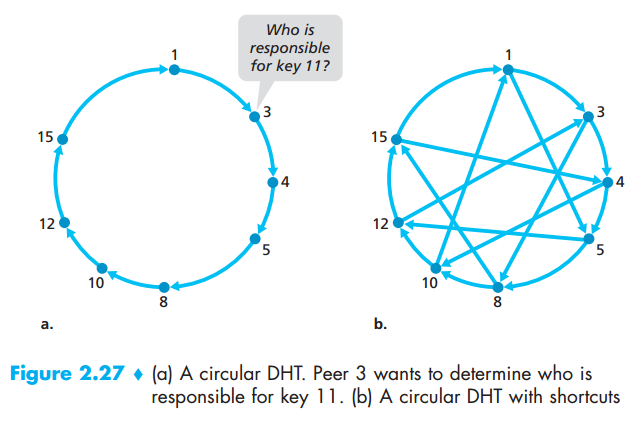 Who is
responsible
for key 11?
1
3
4
5
8
10
12
15
a.
1
3
4
5
8
10
12
15
b.
Figure 2.27 ♦ (a) A circular DHT. Peer 3 wants to determine who is
responsible for key 11. (b) A circular DHT with shortcuts